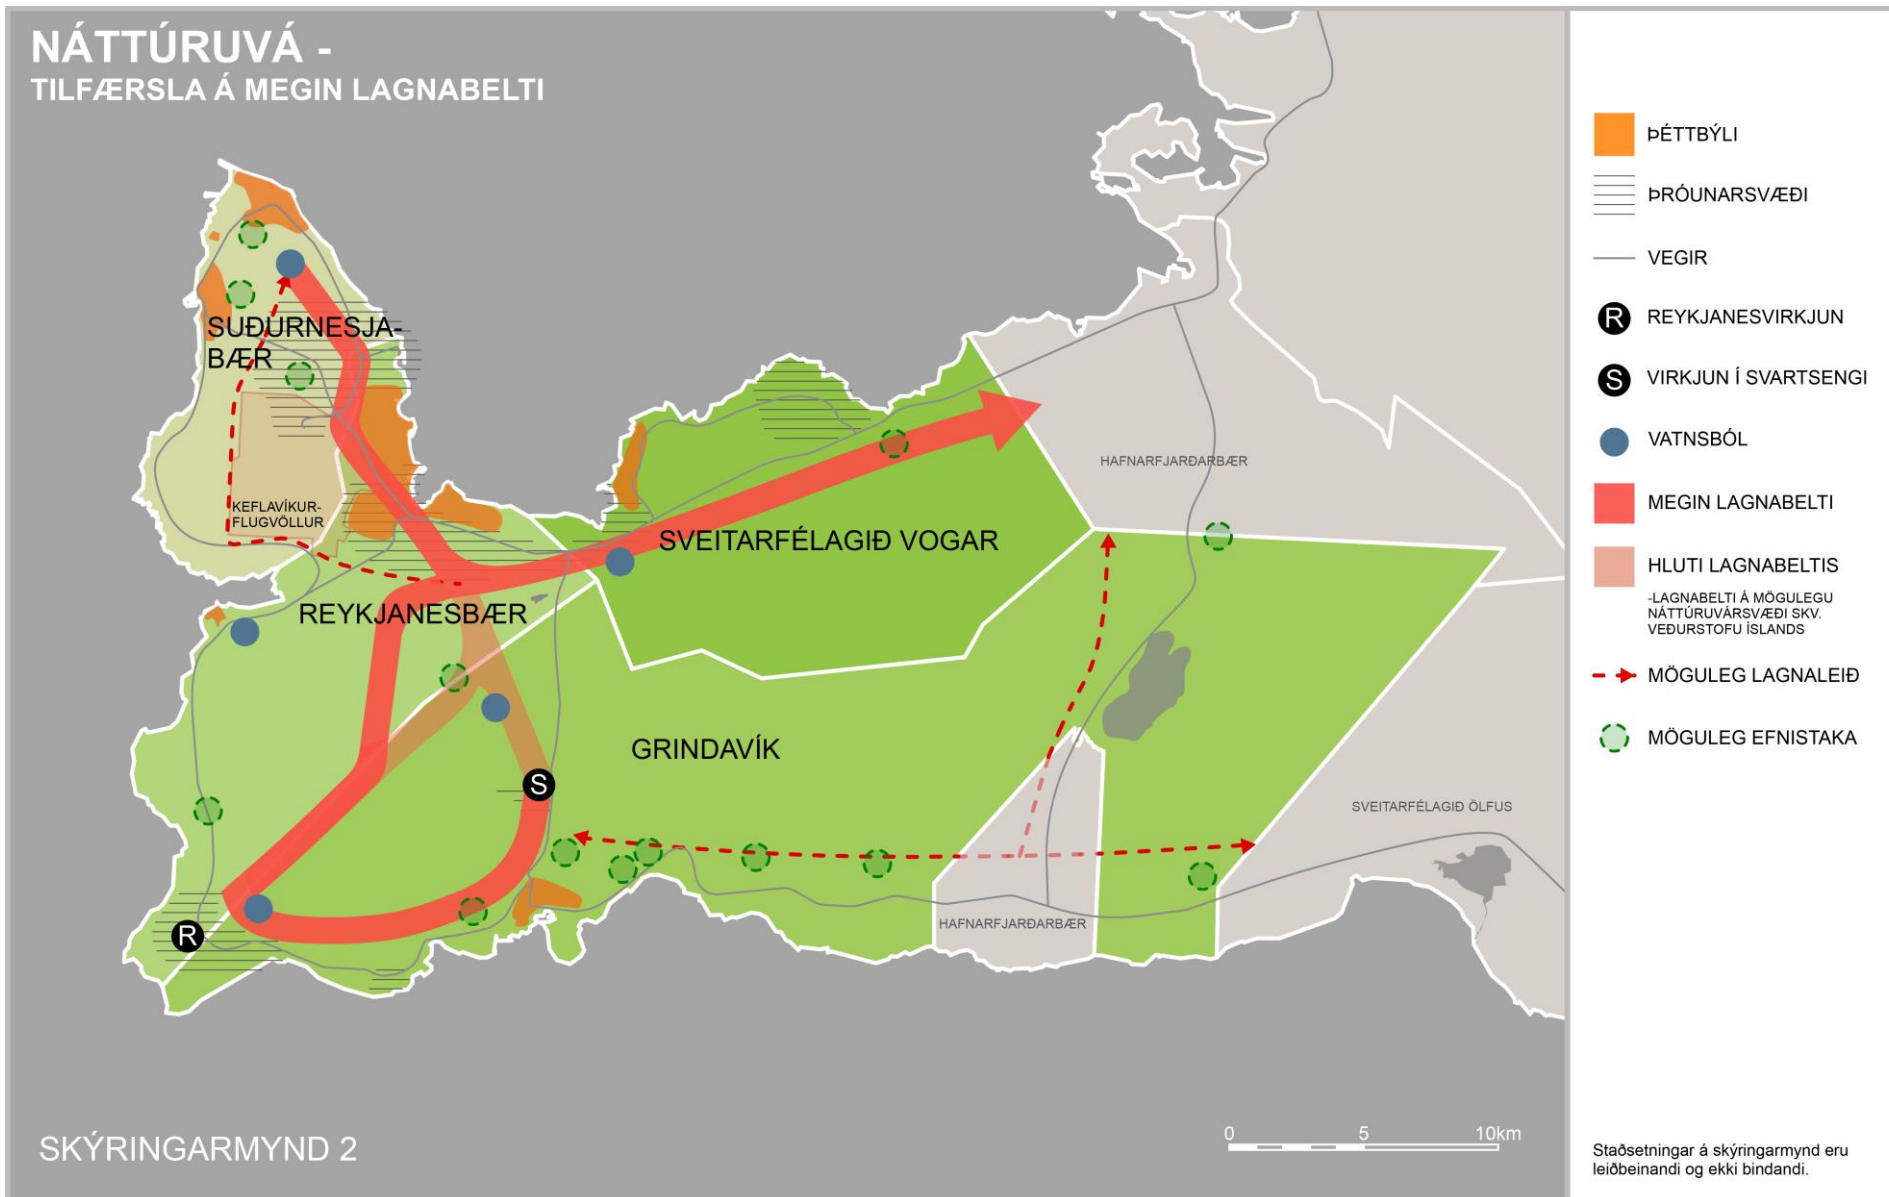 NÁTTÚRUVÁ -
TILFÆRSLA Á MEGIN LAGNABELTI
SUÐURNESJA-
BÆR
KEFLAVÍKUR-
FLUGVÖLLUR
REYKJANESBÆR
SVEITARFÉLAGIÐ VOGAR
HAFNARFJARÐARBÆR
GRINDAVÍK
S
SVEITARFÉLAGIÐ ÖLFUS
HAFNARFJARÐARBÆR
R
SKÝRINGARMYND 2
0 5 10km
ÞÉTTBÝLI
ÞRÓUNARSVÆÐI
VEGIR
R REYKJANESVIRKJUN
S VIRKJUN Í SVARTSENGI
VATNSBÓL
MEGIN LAGNABELTI
HLUTI LAGNABELTIS
-LAGNABELTI Á MÖGULEGU
NÁTTÚRUVÁRSVÆÐI SKV.
VEÐURSTOFU ÍSLANDS
MÖGULEG LAGNALEIÐ
MÖGULEG EFNISTAKA
Staðsetningar á skýringarmynd eru
leiðbeinandi og ekki bindandi.